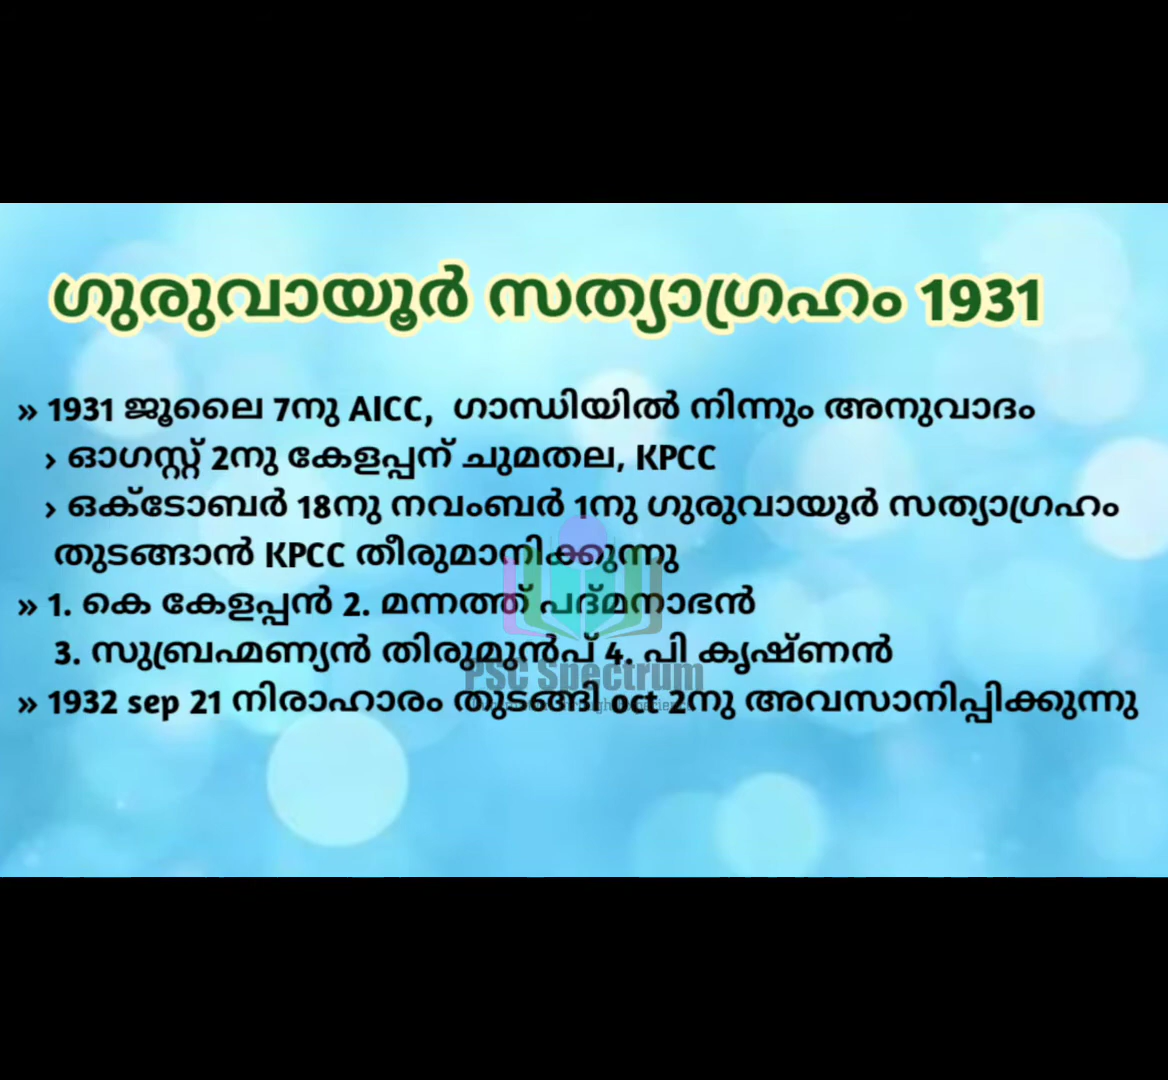 ഗുരുവായൂർ സത്യാഗ്രഹം 1931
» 1931 ജൂലൈ 7നു AICC, ഗാന്ധിയിൽ നിന്നും അനുവാദം
› ഓഗസ്റ്റ് 2നു കേളപ്പന് ചുമതല, KPCC
› ഒക്ടോബർ 18നു നവംബർ 1നു ഗുരുവായൂർ സത്യാഗ്രഹം
തുടങ്ങാൻ KPCC തീരുമാനിക്കുന്നു
» 1. കെ കേളപ്പൻ 2. മന്നത്ത് പദ്മനാഭൻ
3. സുബ്രഹ്മണ്യൻ തിരുമുൻപ് 4. പി കൃഷ്ണൻ
PSC Spectrum
» 1932 sep 21 നിരാഹാരം തുടങ്ങി oct 2നു അവസാനിപ്പിക്കുന്നു